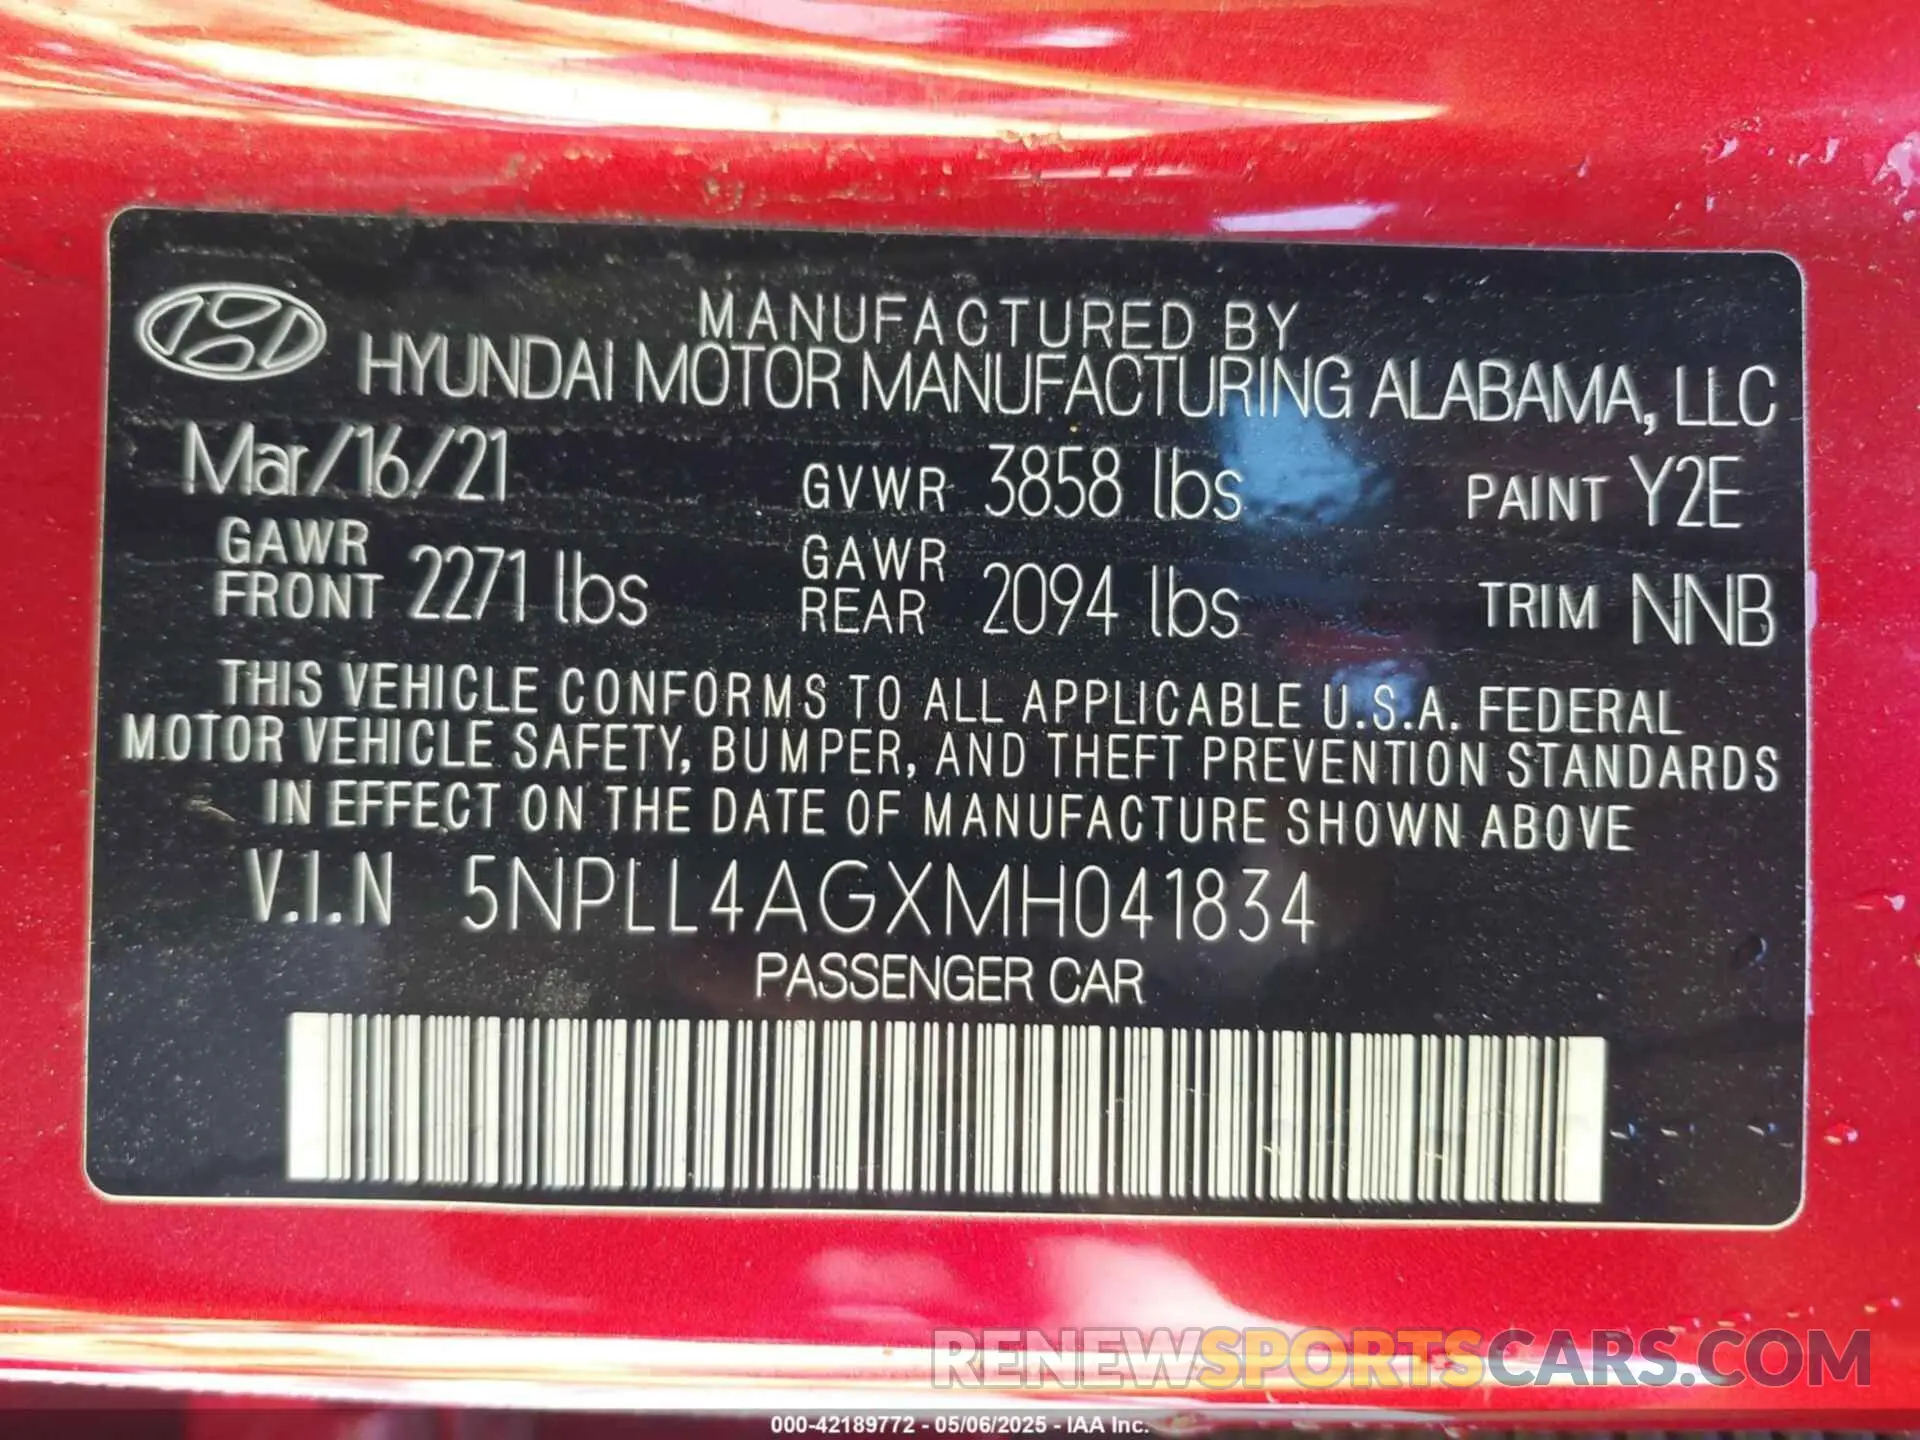 MANUFACTURED BY
HYUNDAI MOTOR MANUFACTURING ALABAMA, LLC
Mar/16/21 GVWR 3858 lbs PAINT Y2E
GAWR FRONT 2271 lbs GAWR REAR 2094 lbs TRIM NNB
THIS VEHICLE CONFORMS TO ALL APPLICABLE U.S.A. FEDERAL
MOTOR VEHICLE SAFETY, BUMPER, AND THEFT PREVENTION STANDARDS
IN EFFECT ON THE DATE OF MANUFACTURE SHOWN ABOVE
V.I.N 5NPLL4AGXMH041834
PASSENGER CAR
RENEWSPORTSCARS.COM
000-42189772 - 05/06/2025 - IAA Inc.